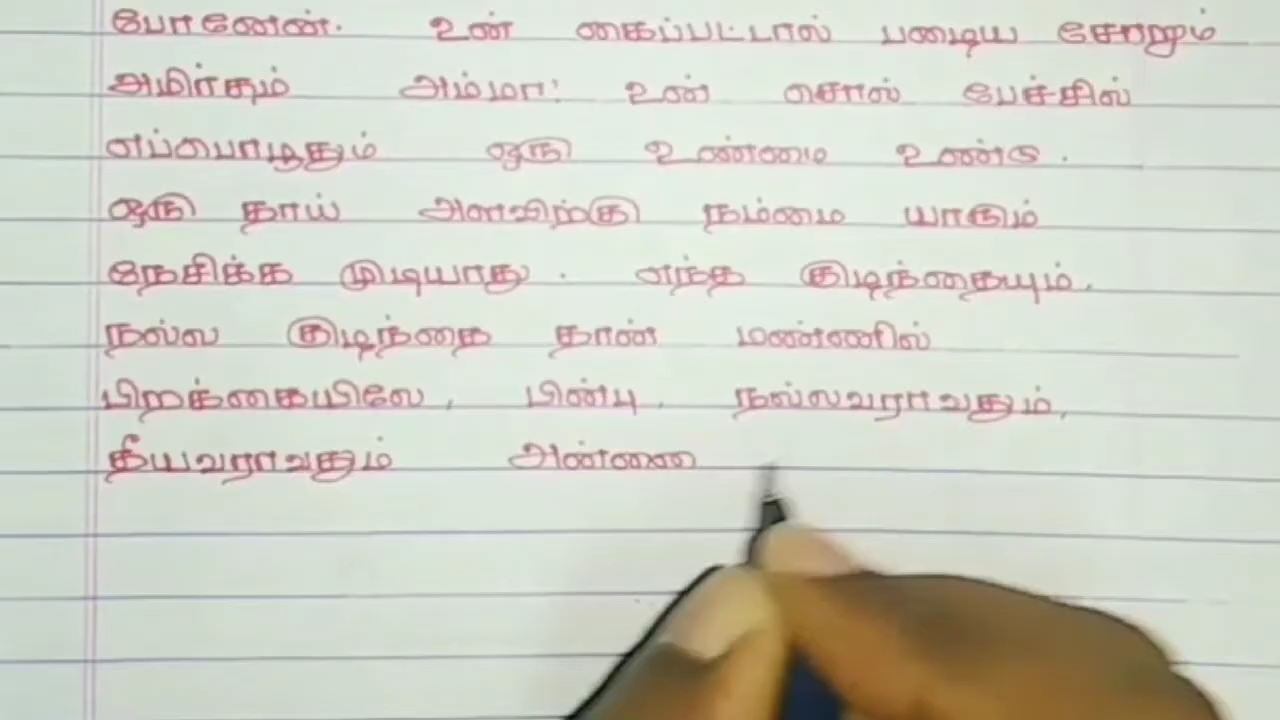 போனேன். உன் கைப்பட்டால் பழைய சோறும்
அமிர்தம் அம்மா! உன் சொல் பேச்சில்
எப்பொழுதும் ஒரு உண்மை உண்டு.
ஒரு தாய் அளவிற்கு நம்மை யாரும்
நேசிக்க முடியாது. எந்த குழந்தையும்.
நல்ல குழந்தை தான் மண்ணில்
பிறக்கையிலே, பின்பு, நல்லவராவதும்,
தீயவராவதும் அன்னை